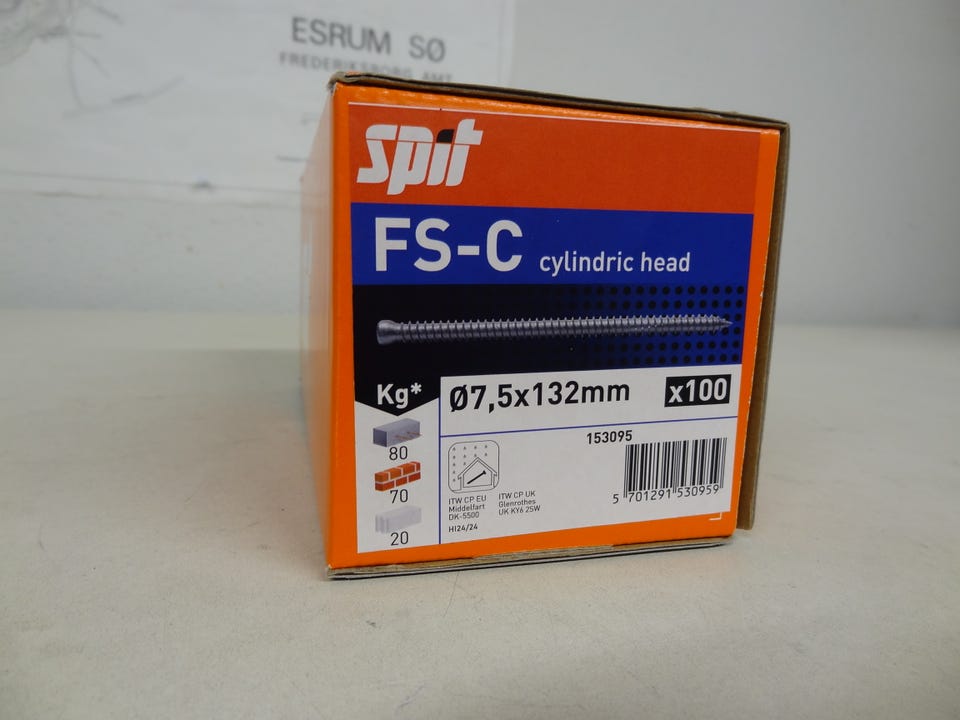 ESRUM SØ
FREDERIKSBORG AMT
spit
FS-C cylindric head
Kg*
Ø7,5x132mm x100
80
70
20
153095
5 701291 530959
ITW CP EU
Middelfart
DK-5500
HI24/24
ITW CP UK
Glenrothes
UK KY6 2SW